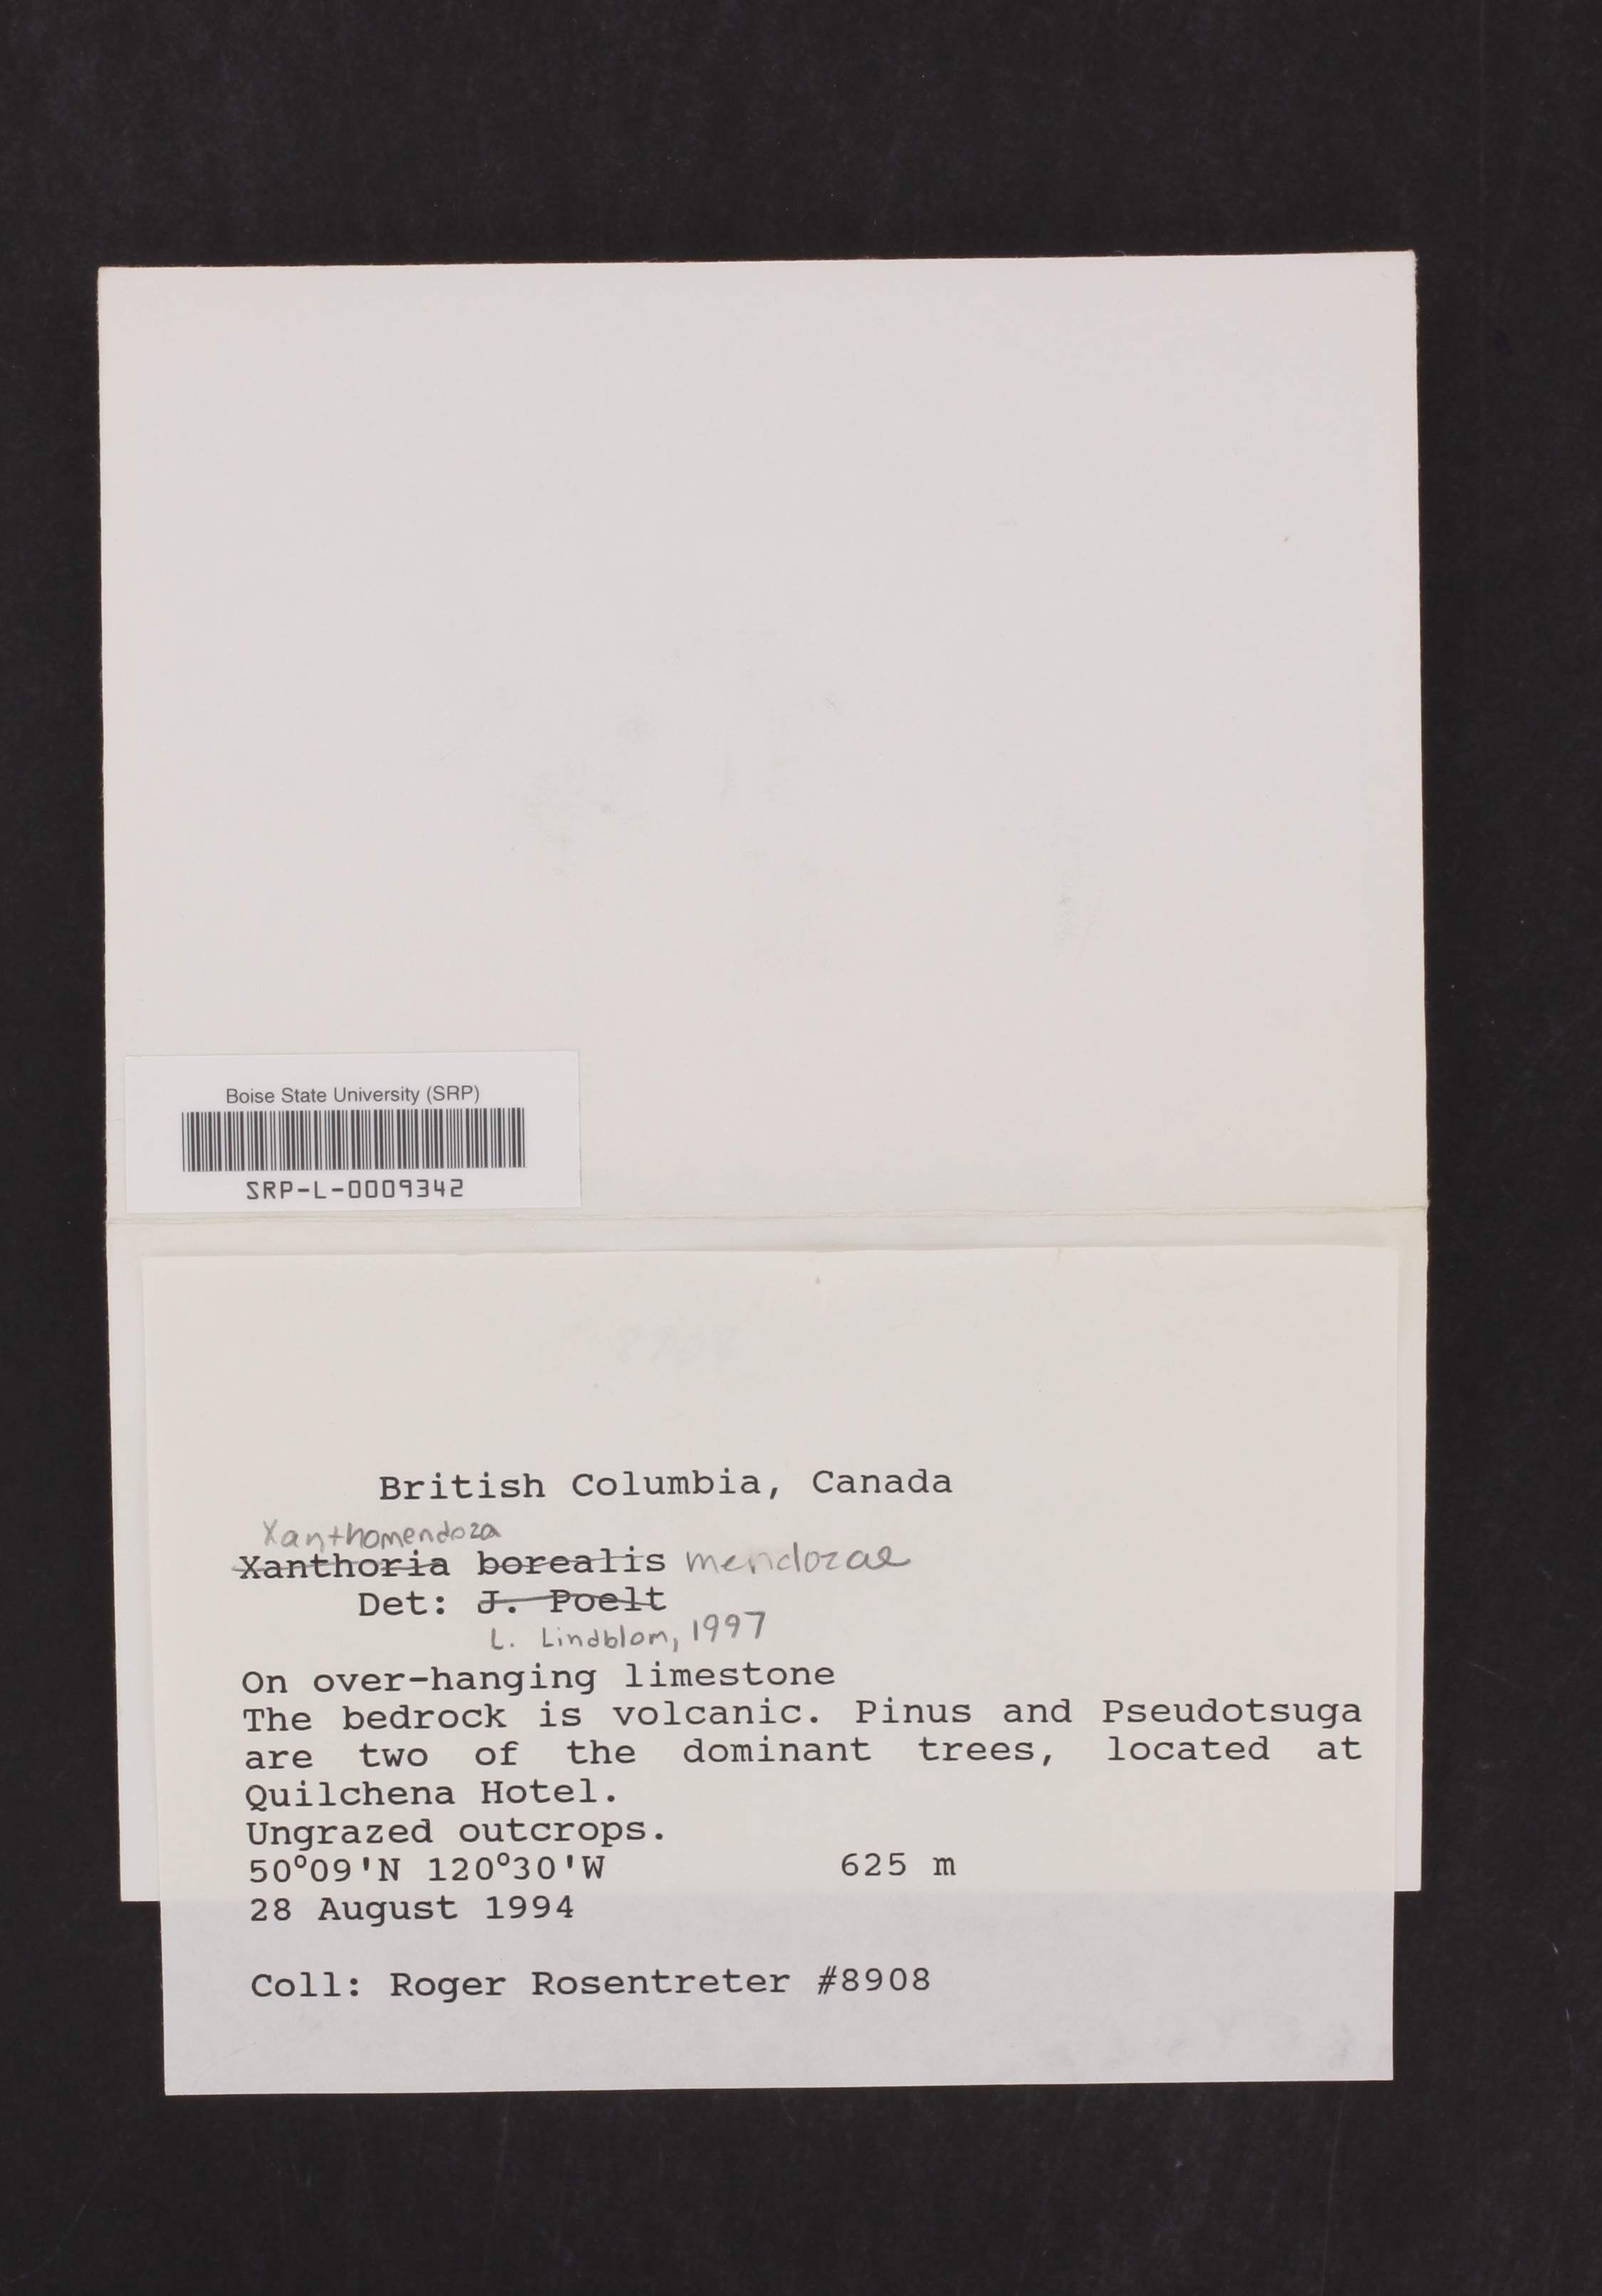 Boise State University (SRP)
SRP-L-0009342
British Columbia, Canada
Xanthomendoza
Xanthoria borealis mendozae
Det: J. Poelt
L. Lindblom, 1997
On over-hanging limestone
The bedrock is volcanic. Pinus and Pseudotsuga
are two of the dominant trees, located at
Quilchena Hotel.
Ungrazed outcrops.
50°09'N 120°30'W 625 m
28 August 1994
Coll: Roger Rosentreter #8908